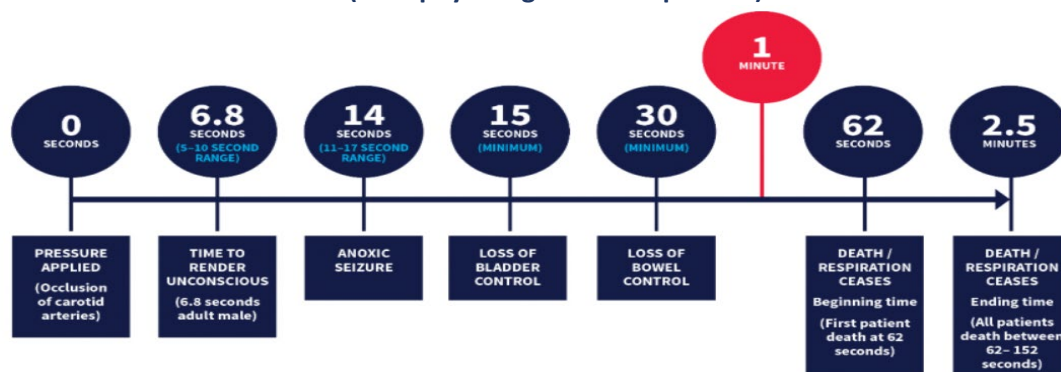 1
MINUTE
0
SECONDS
6.8
SECONDS
(5–10 SECOND
RANGE)
14
SECONDS
(11–17 SECOND
RANGE)
15
SECONDS
(MINIMUM)
30
SECONDS
(MINIMUM)
62
SECONDS
2.5
MINUTES
PRESSURE
APPLIED
(Occlusion
of carotid
arteries)
TIME TO
RENDER
UNCONSCIOUS
(6.8 seconds
adult male)
ANOXIC
SEIZURE
LOSS OF
BLADDER
CONTROL
LOSS OF
BOWEL
CONTROL
DEATH /
RESPIRATION
CEASES
Beginning time
(First patient
death at 62
seconds)
DEATH /
RESPIRATION
CEASES
Ending time
(All patients
death between
62– 152
seconds)